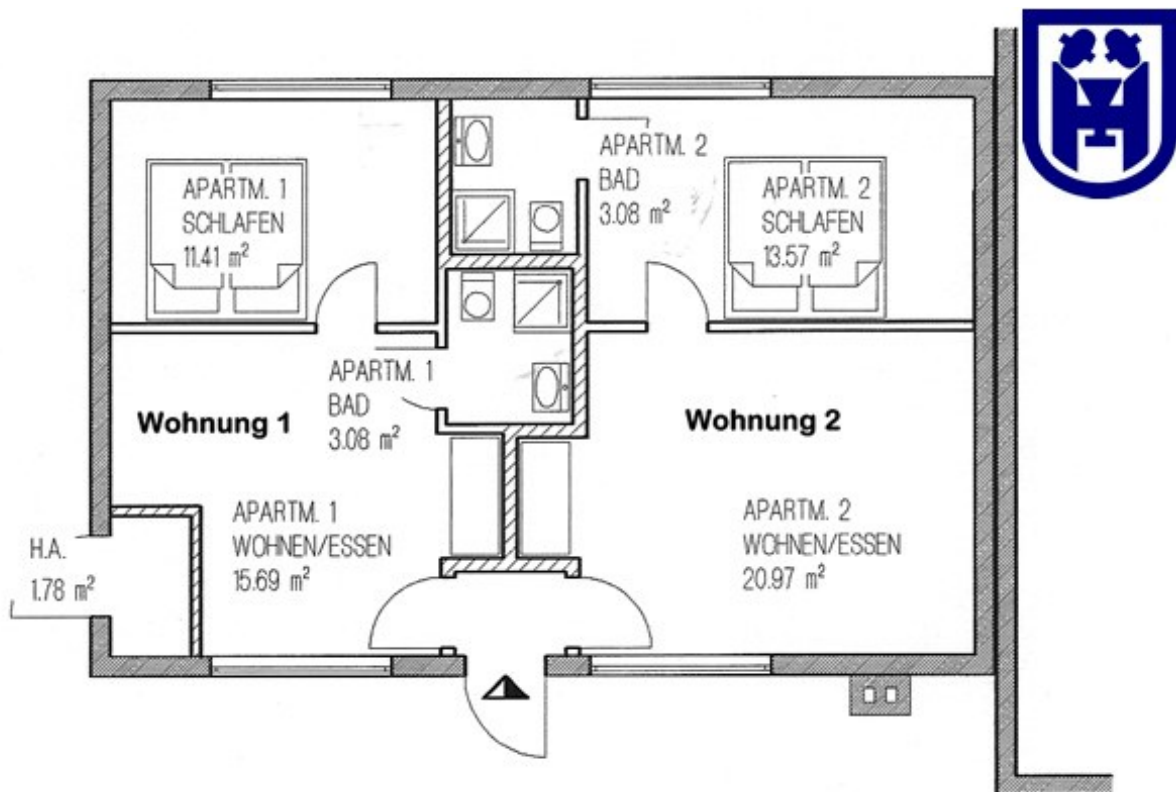 APARTM. 1
SCHLAFEN
11.41 m²
APARTM. 2
BAD
3.08 m²
APARTM. 2
SCHLAFEN
13.57 m²
APARTM. 1
BAD
3.08 m²
Wohnung 1
Wohnung 2
H.A.
1.78 m²
APARTM. 1
WOHNEN/ESSEN
15.69 m²
APARTM. 2
WOHNEN/ESSEN
20.97 m²